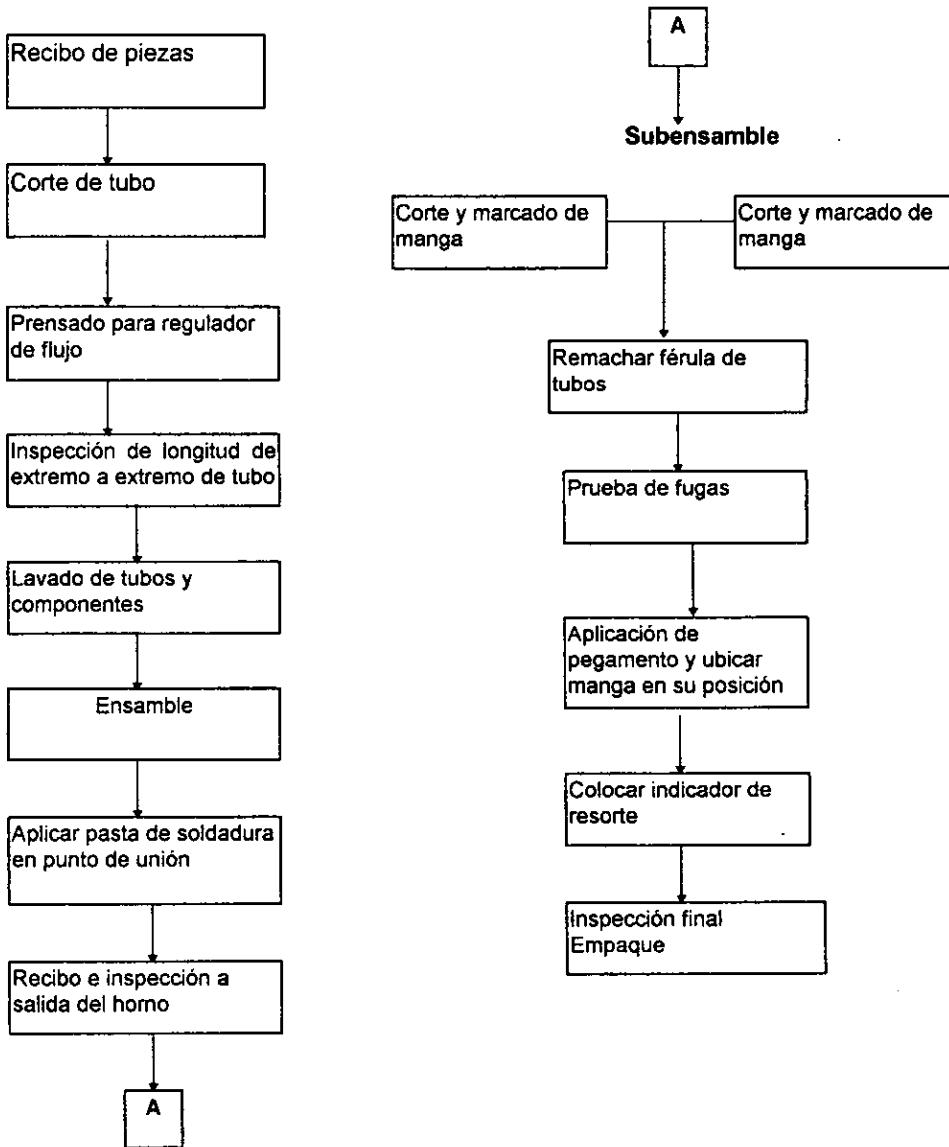 Recibo de piezas
Corte de tubo
Prensado para regulador
de flujo
Inspección de longitud de
extremo a extremo de tubo
Lavado de tubos y
componentes
Ensamble
Aplicar pasta de soldadura
en punto de unión
Recibo e inspección a
salida del horno
A
A
Subensamble
Corte y marcado de
manga
Corte y marcado de
manga
Remachar férula de
tubos
Prueba de fugas
Aplicación de
pegamento y ubicar
manga en su posición
Colocar indicador de
resorte
Inspección final
Empaque